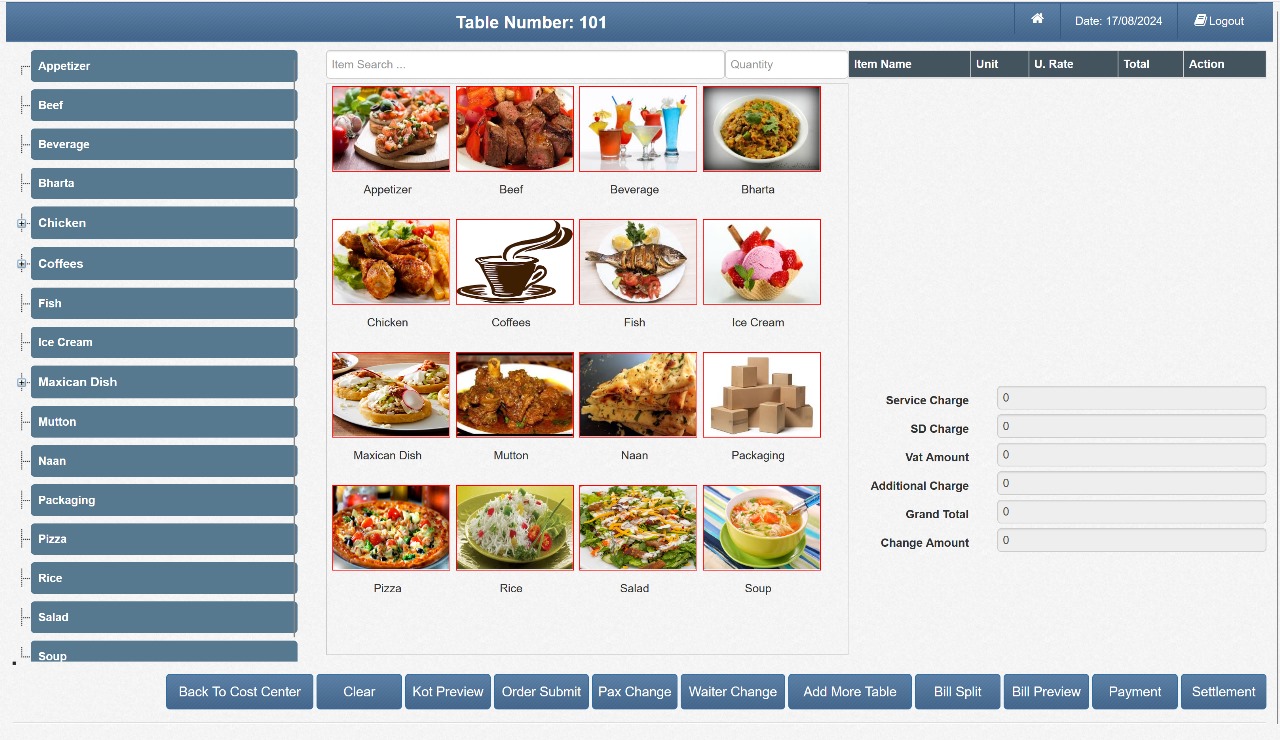 Table Number: 101
Date: 17/08/2024
Logout
Appetizer
Beef
Beverage
Bharta
Chicken
Coffees
Fish
Ice Cream
Maxican Dish
Mutton
Naan
Packaging
Pizza
Rice
Salad
Soup
Item Search ...
Quantity
Appetizer Beef Beverage Bharta
Chicken Coffees Fish Ice Cream
Maxican Dish Mutton Naan Packaging
Pizza Rice Salad Soup
Item Name Unit U. Rate Total Action
Service Charge 0
SD Charge 0
Vat Amount 0
Additional Charge 0
Grand Total 0
Change Amount 0
Back To Cost Center Clear Kot Preview Order Submit Pax Change Waiter Change Add More Table Bill Split Bill Preview Payment Settlement